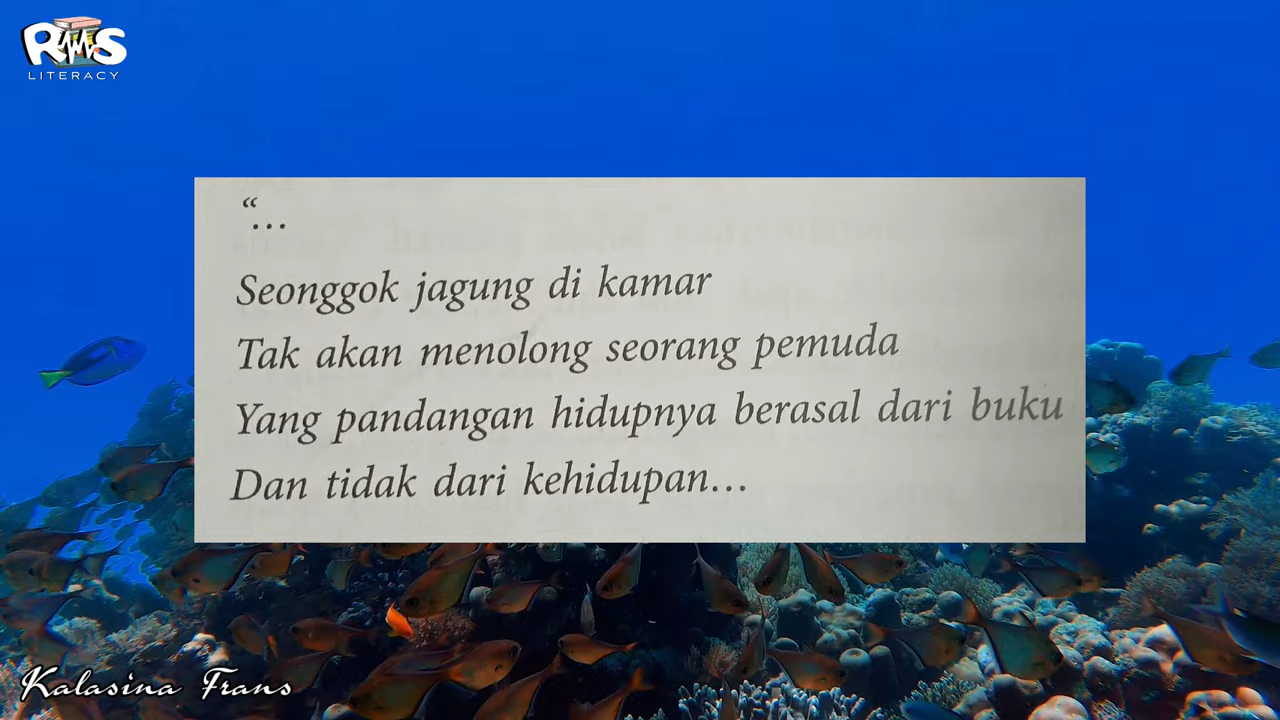 RMS
LITERACY
“...
Seonggok jagung di kamar
Tak akan menolong seorang pemuda
Yang pandangan hidupnya berasal dari buku
Dan tidak dari kehidupan...
Kalasina Frans